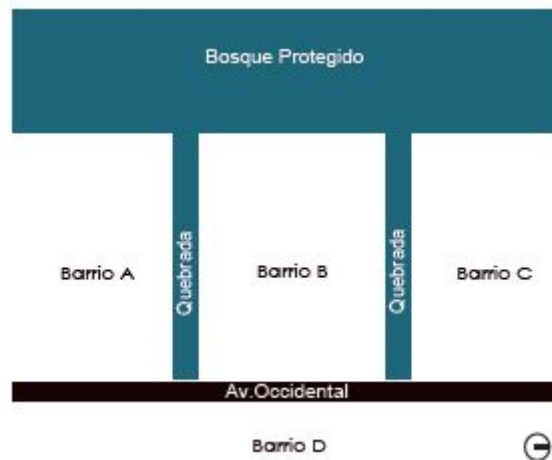 Bosque Protegido
Barrio A
Quebrada
Barrio B
Quebrada
Barrio C
Av.Occidental
Barrio D